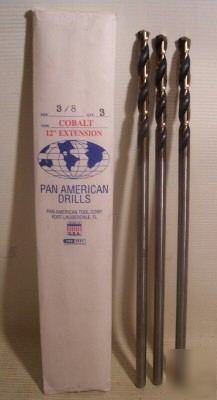 3/8 3
COBALT
12" EXTENSION
PAN AMERICAN
DRILLS
PAN AMERICAN TOOL CORP.
FORT LAUDERDALE, FL
U.S.A.